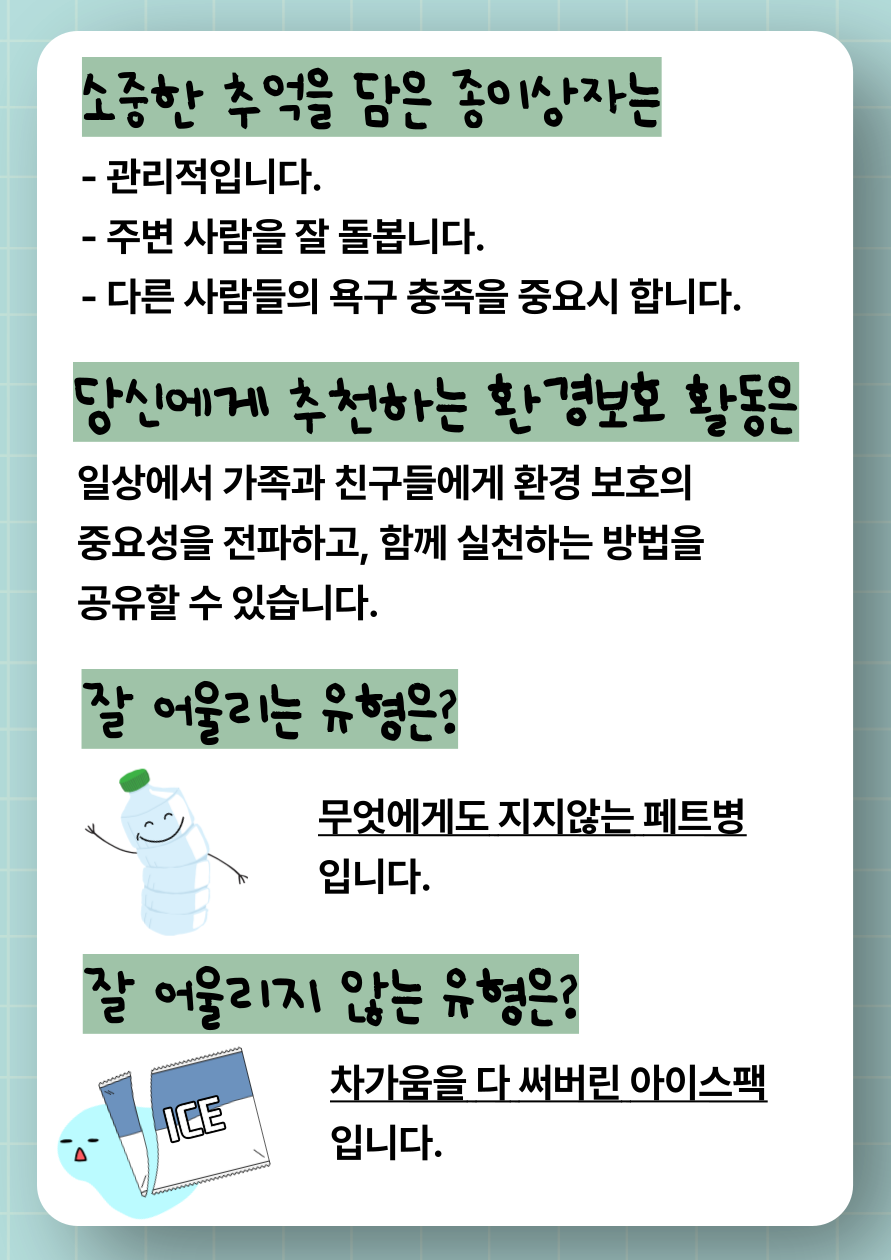 소중한 추억을 담은 종이상자는
- 관리적입니다.
- 주변 사람을 잘 돌봅니다.
- 다른 사람들의 욕구 충족을 중요시 합니다.
당신에게 추천하는 환경보호 활동은
일상에서 가족과 친구들에게 환경 보호의
중요성을 전파하고, 함께 실천하는 방법을
공유할 수 있습니다.
잘 어울리는 유형은?
무엇에게도 지지않는 페트병
입니다.
잘 어울리지 않는 유형은?
ICE
차가움을 다 써버린 아이스팩
입니다.